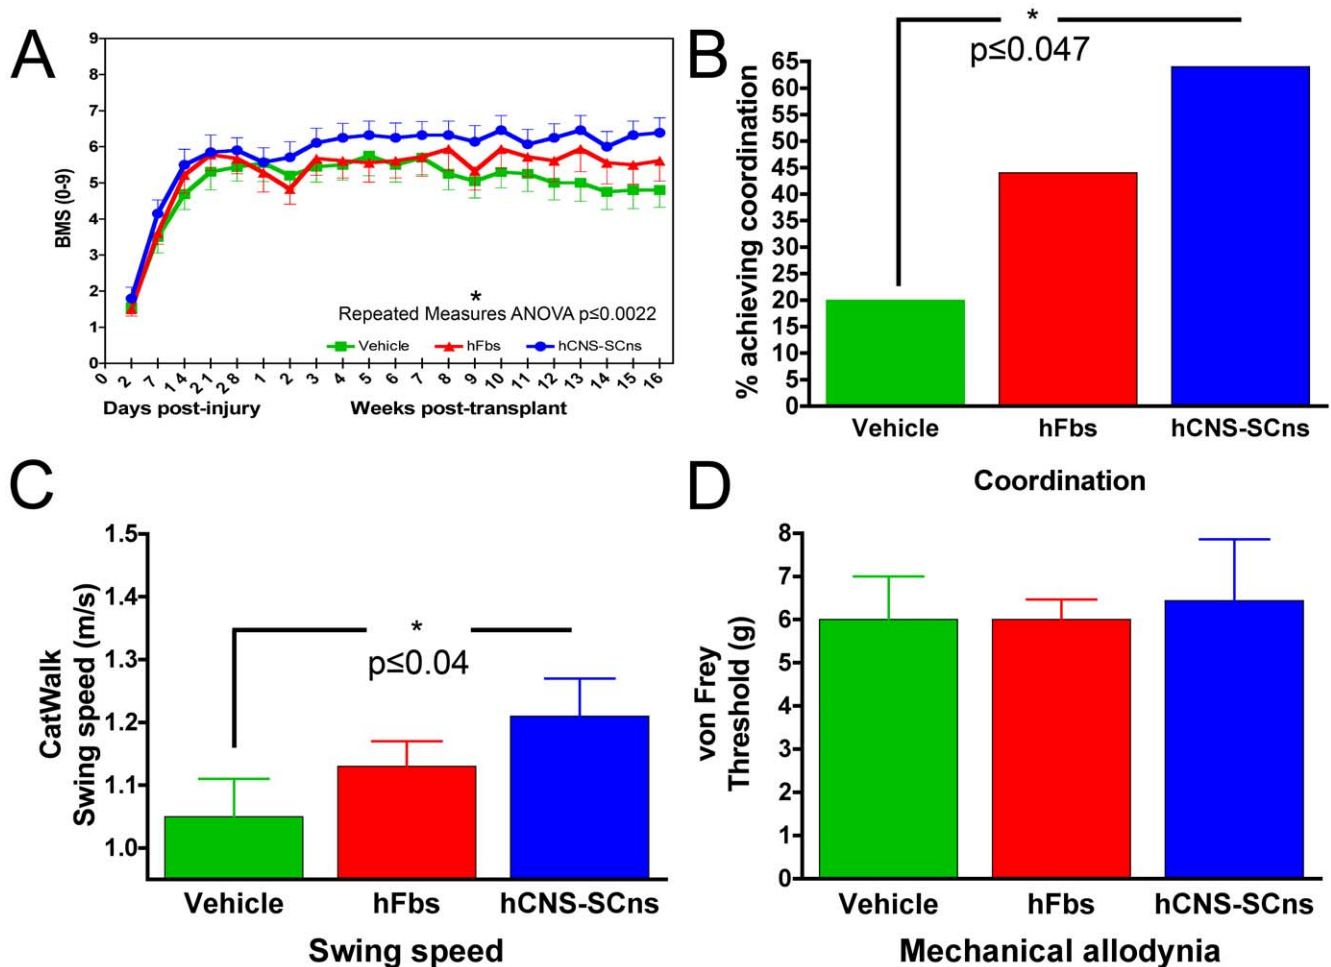 A
BMS (0-9)
9
8
7
6
5
4
3
2
1
0
*
Repeated Measures ANOVA p≤0.0022
Vehicle hFbs hCNS-SCns
0 2 7 14 21 28 1 2 3 4 5 6 7 8 9 10 11 12 13 14 15 16
Days post-injury Weeks post-transplant
B
*
p≤0.047
% achieving coordination
65
60
55
50
45
40
35
30
25
20
15
10
5
0
Vehicle hFbs hCNS-SCns
Coordination
C
CatWalk
Swing speed (m/s)
1.5
1.4
1.3
1.2
1.1
1.0
*
p≤0.04
Vehicle hFbs hCNS-SCns
Swing speed
D
von Frey
Threshold (g)
8
7
6
5
4
3
2
1
0
Vehicle hFbs hCNS-SCns
Mechanical allodynia